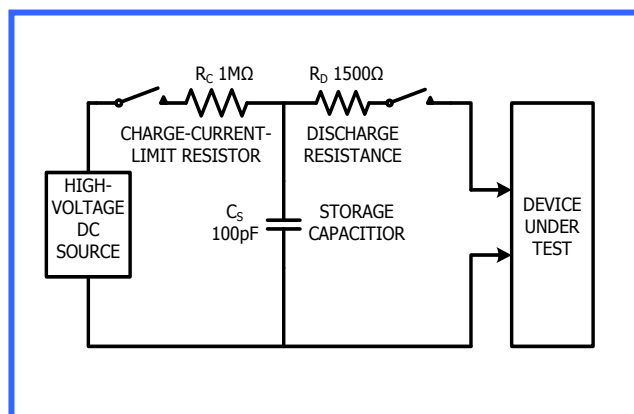 R_C 1MΩ
R_D 1500Ω
CHARGE-CURRENT-
LIMIT RESISTOR
DISCHARGE
RESISTANCE
HIGH-
VOLTAGE
DC
SOURCE
C_S
100pF
STORAGE
CAPACITIOR
DEVICE
UNDER
TEST